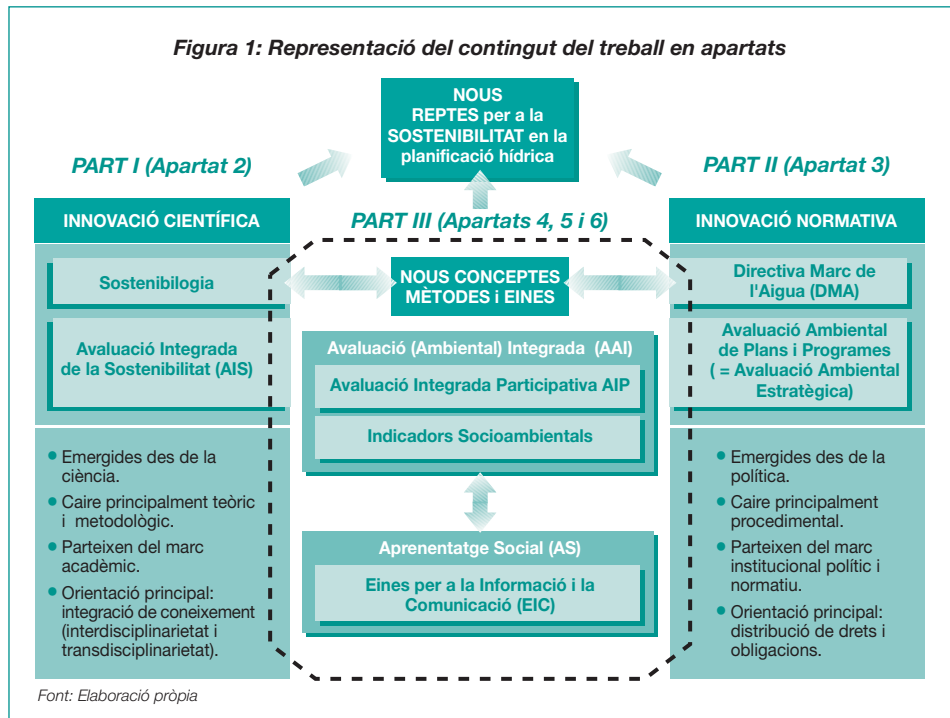 Figura 1: Representació del contingut del treball en apartats
NOUS
REPTES per a la
SOSTENIBILITAT en la
planificació hídrica
PART I (Apartat 2)
PART II (Apartat 3)
PART III (Apartats 4, 5 i 6)
INNOVACIÓ CIENTÍFICA
Sostenibilogia
Avaluació Integrada
de la Sostenibilitat (AIS)
● Emergides des de la
ciència.
● Caire principalment teòric
i metodològic.
● Parteixen del marc
acadèmic.
● Orientació principal:
integració de coneixement
(interdisciplinarietat i
transdisciplinarietat).
NOUS CONCEPTES
MÈTODES i EINES
Avaluació (Ambiental) Integrada (AAI)
Avaluació Integrada Participativa AIP
Indicadors Socioambientals
Aprenentatge Social (AS)
Eines per a la Informació i la
Comunicació (EIC)
INNOVACIÓ NORMATIVA
Directiva Marc de
l'Aigua (DMA)
Avaluació Ambiental
de Plans i Programes
( = Avaluació Ambiental
Estratègica)
● Emergides des de la
política.
● Caire principalment
procedimental.
● Parteixen del marc
institucional polític i
normatiu.
● Orientació principal:
distribució de drets i
obligacions.
Font: Elaboració pròpia